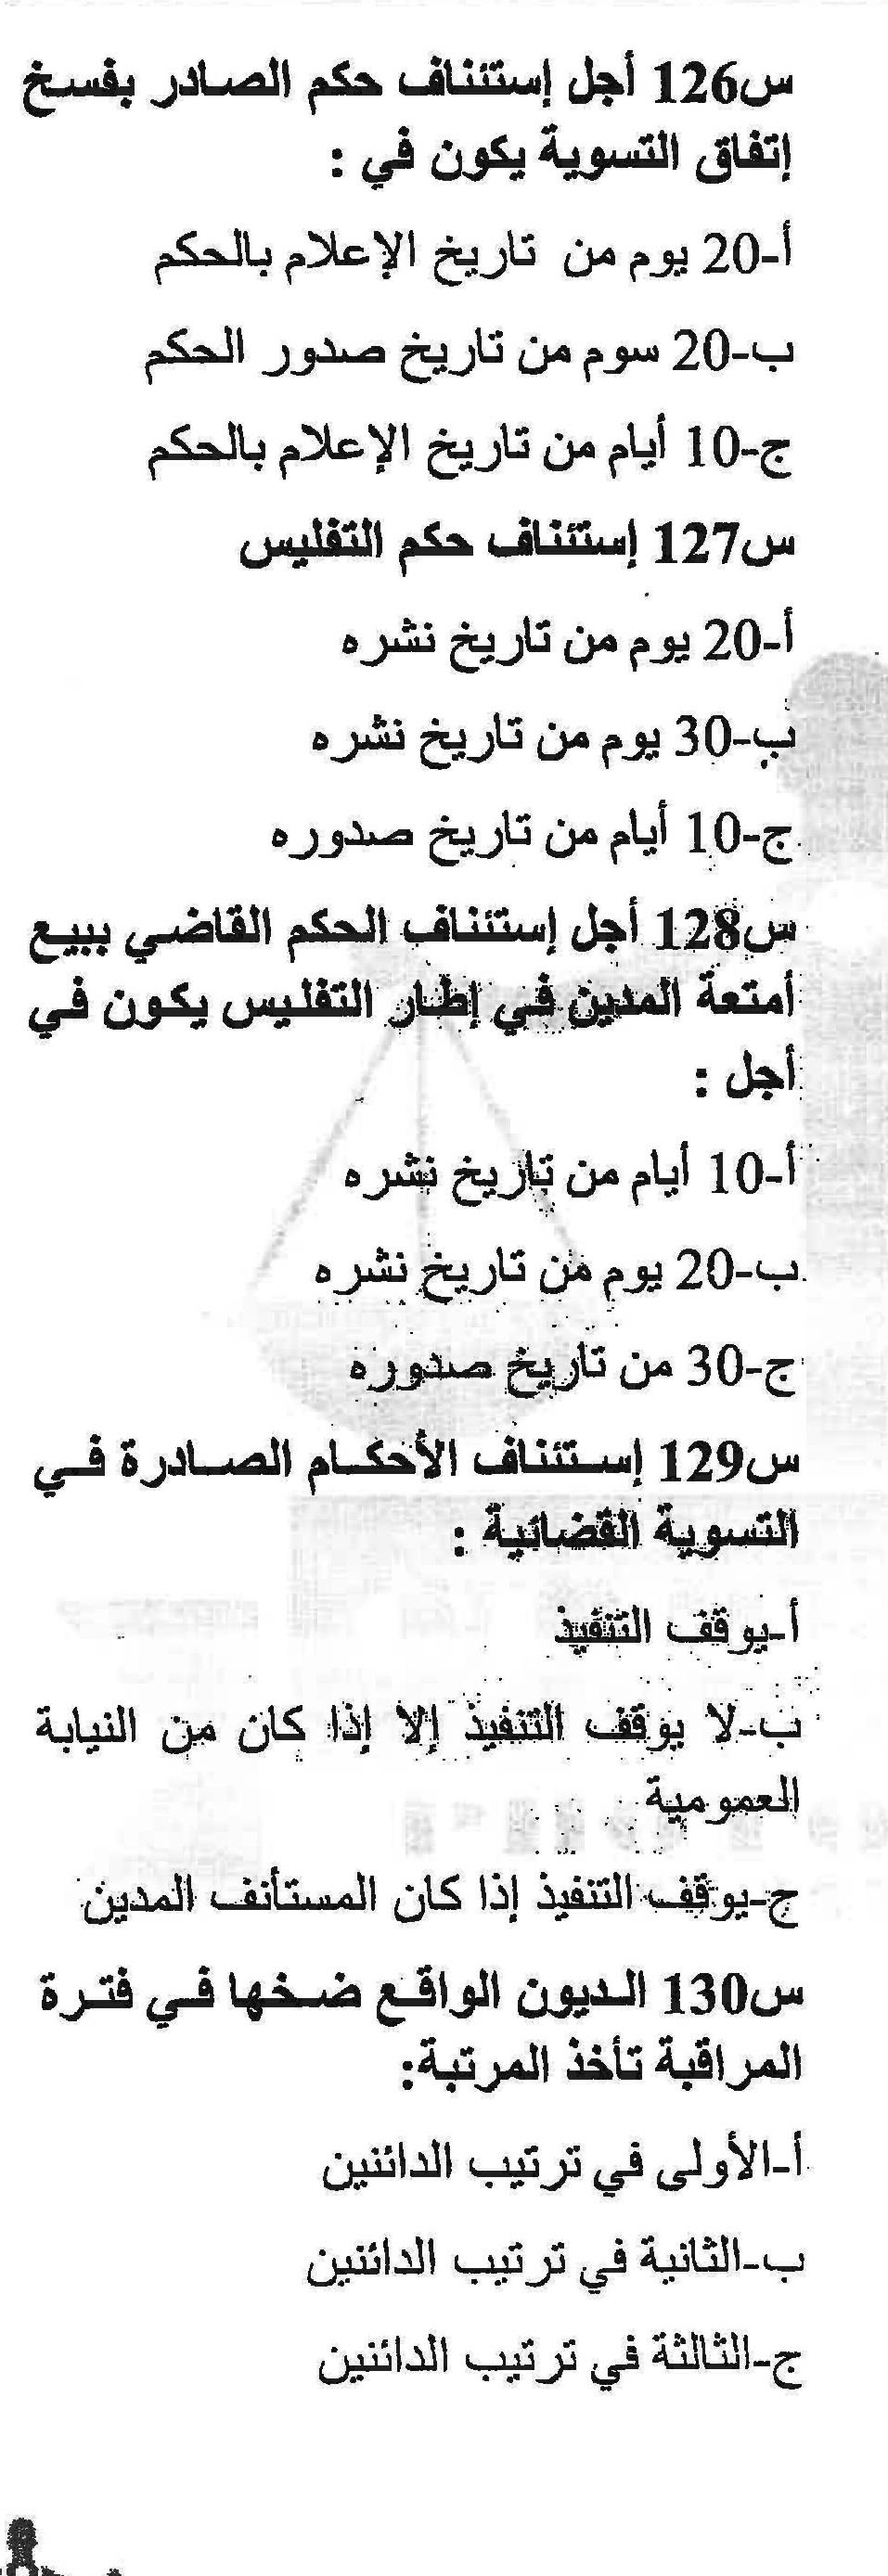 س126 أجل إستئناف حكم الصادر بفسخ
إتفاق التسوية يكون في :
أ-20 يوم من تاريخ الإعلام بالحكم
ب-20 سوم من تاريخ صدور الحكم
ج-10 أيام من تاريخ الإعلام بالحكم
س127 إستئناف حكم التفليس
أ-20 يوم من تاريخ نشره
ب-30 يوم من تاريخ نشره
ج-10 أيام من تاريخ صدوره
س128 أجل إستئناف الحكم القاضي ببيع
أمتعة المدين في إطار التفليس يكون في
أجل :
أ-10 أيام من تاريخ نشره
ب-20 يوم من تاريخ نشره
ج-30 من تاريخ صدوره
س129 إستئناف الأحكام الصادرة في
التسوية القضائية :
أ-يوقف التنفيذ
ب-لا يوقف التنفيذ إلا إذا كان من النيابة
العمومية
ج-يوقف التنفيذ إذا كان المستأنف المدين
س130 الديون الواقع ضخها في فترة
المراقبة تأخذ المرتبة:
أ-الأولى في ترتيب الدائنين
ب-الثانية في ترتيب الدائنين
ج-الثالثة في ترتيب الدائنين